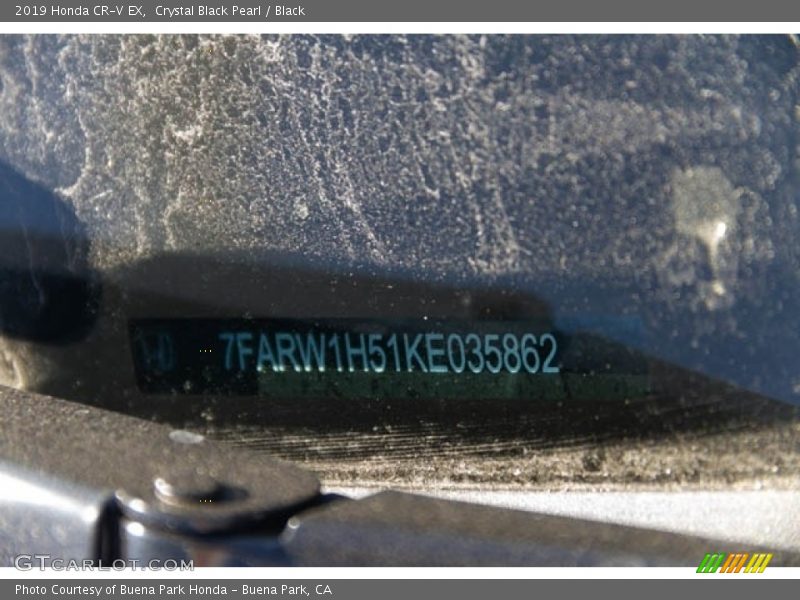 2019 Honda CR-V EX,  Crystal Black Pearl / Black
7FARW1H51KE035862
GTCARLOT.COM
Photo Courtesy of Buena Park Honda - Buena Park, CA